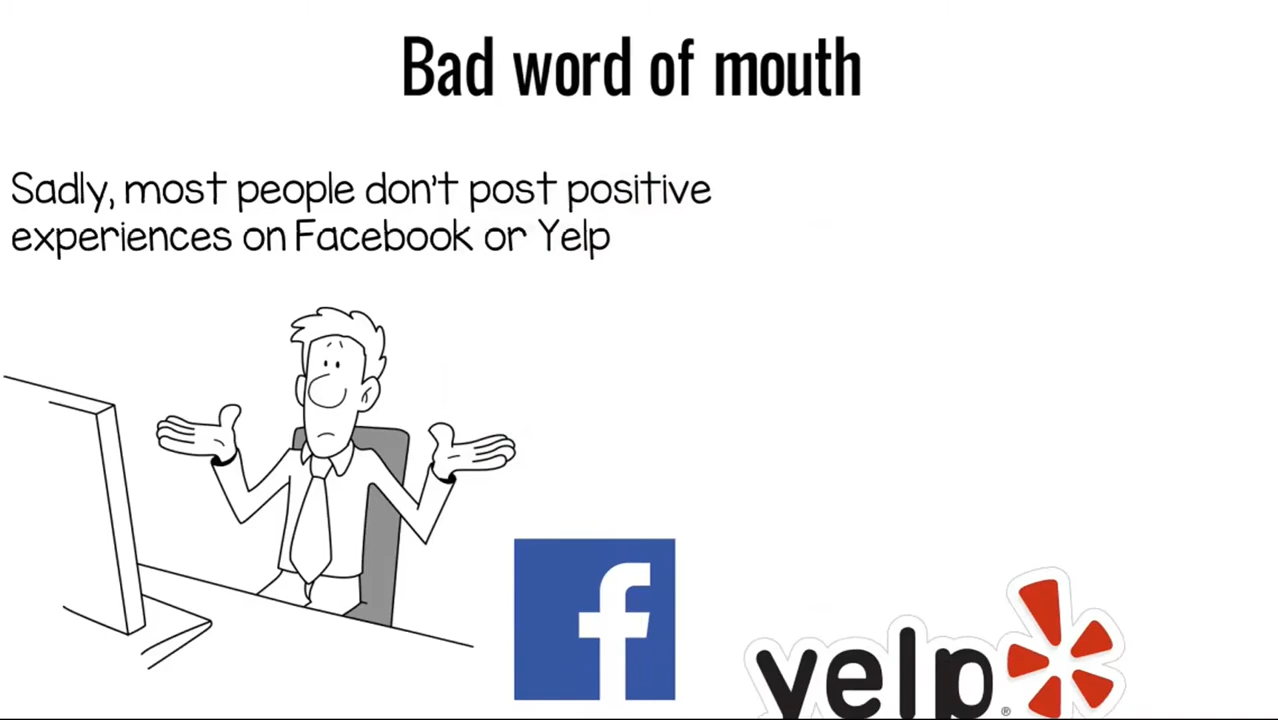 Bad word of mouth
Sadly, most people don't post positive
experiences on Facebook or Yelp
f
yelp®